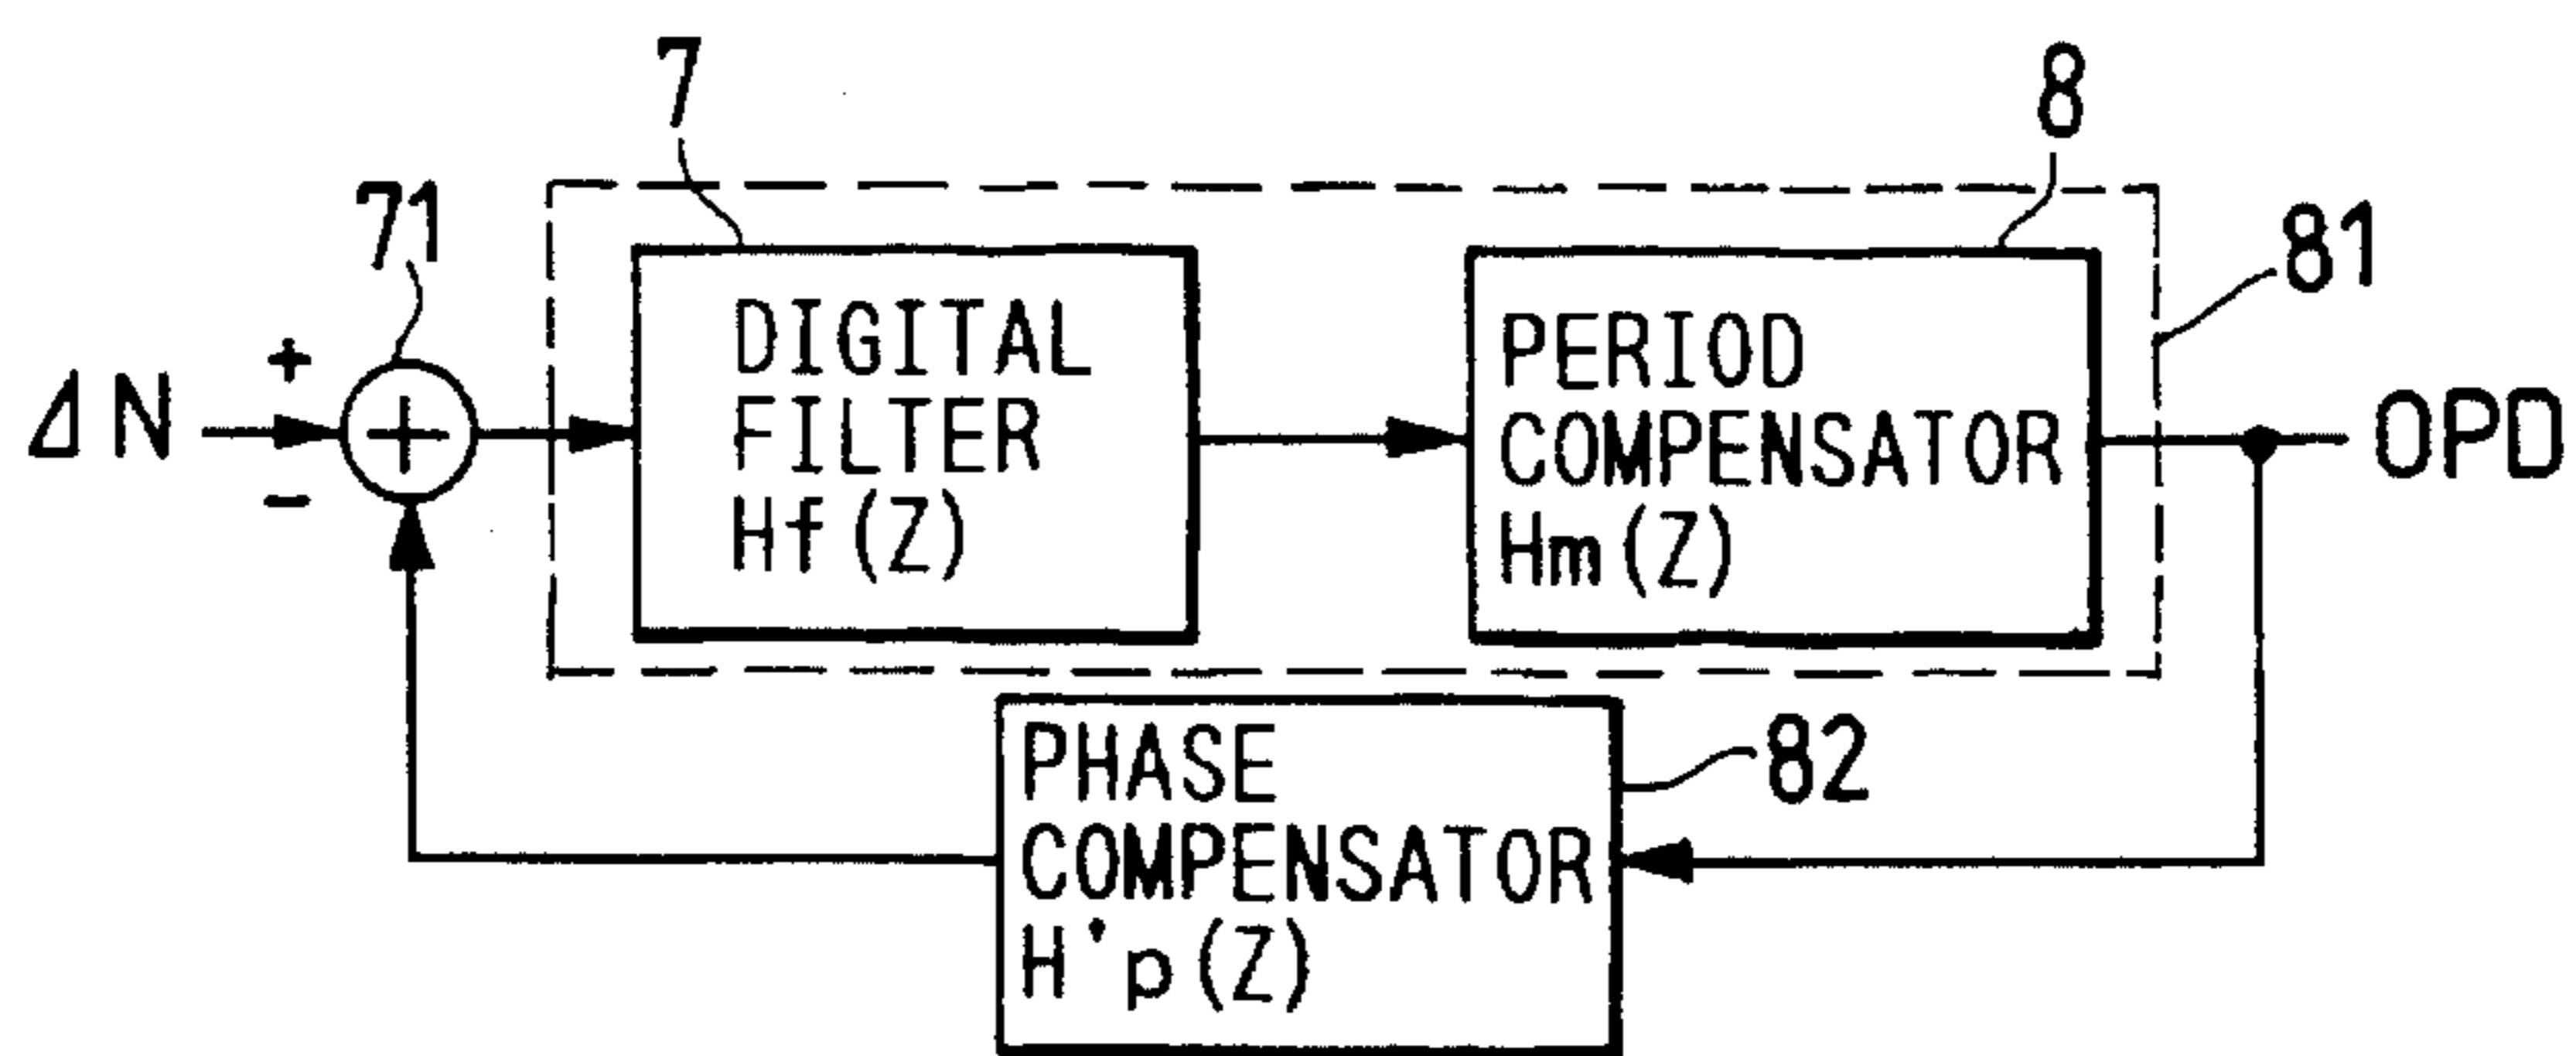 7
8
71
81
ΔN
+
-
+
DIGITAL
FILTER
Hf(Z)
PERIOD
COMPENSATOR
Hm(Z)
OPD
PHASE
COMPENSATOR
H'p(Z)
82